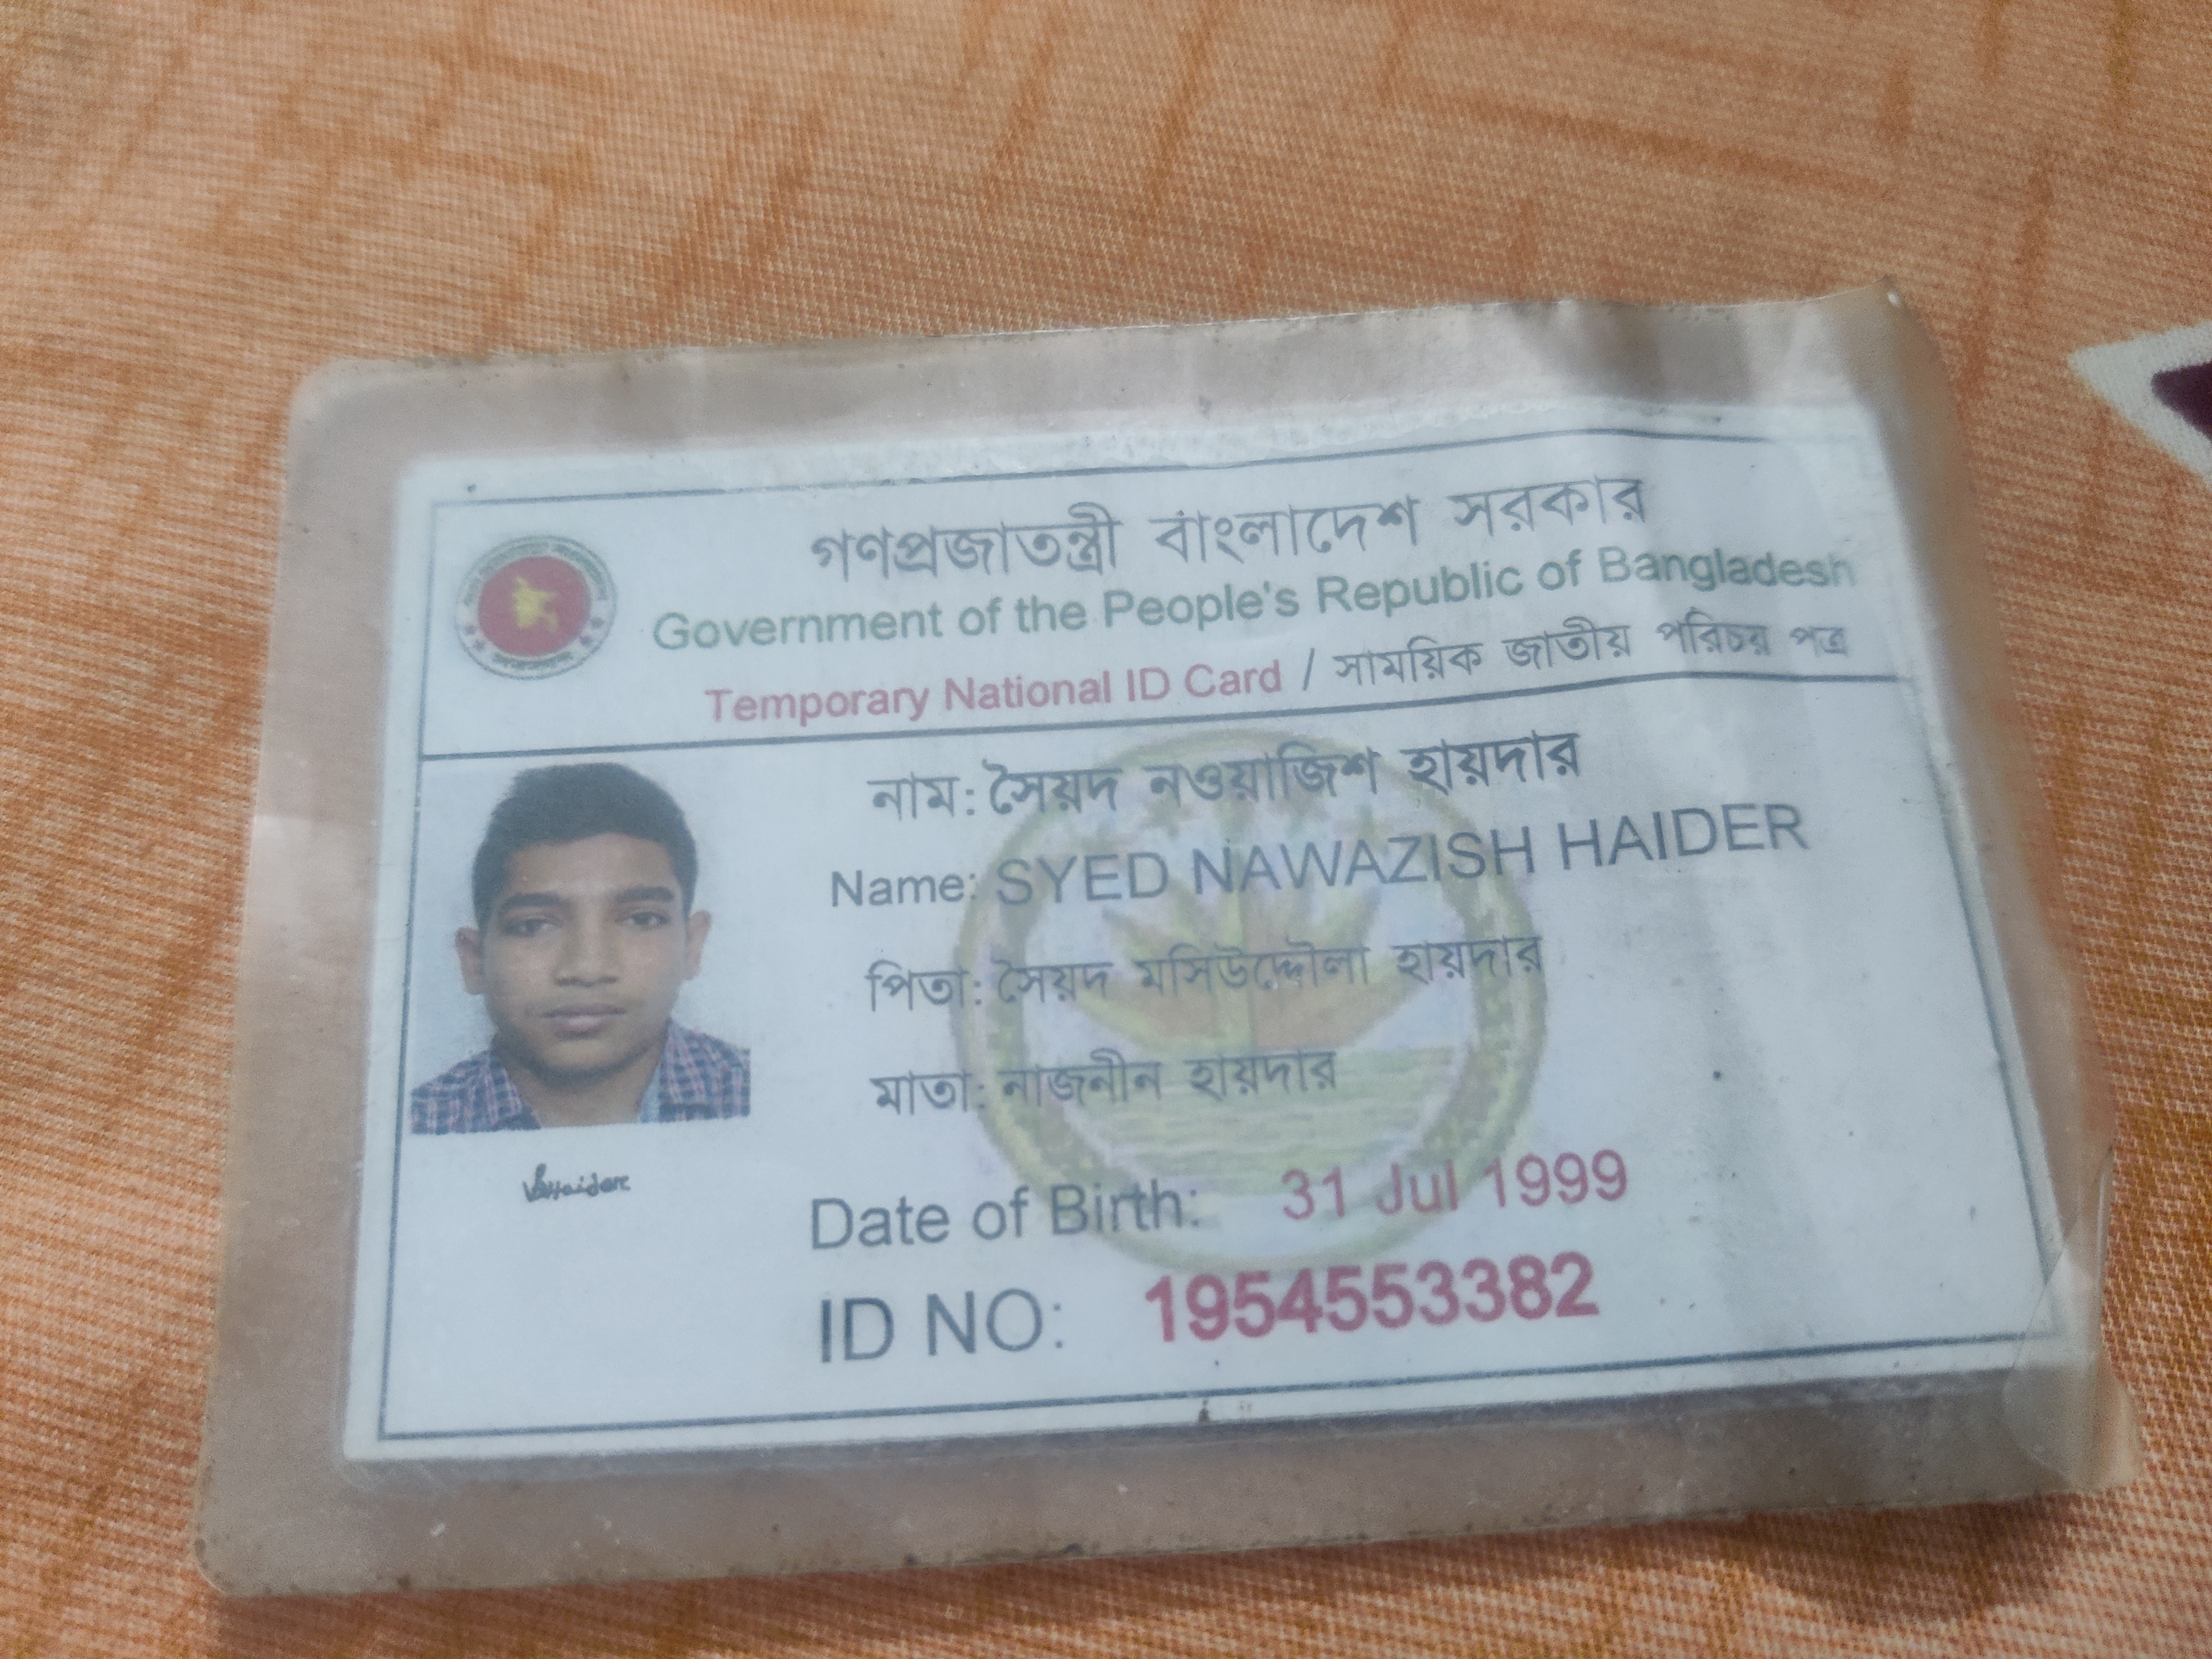 গণপ্রজাতন্ত্রী বাংলাদেশ সরকার
Government of the People's Republic of Bangladesh
Temporary National ID Card / সাময়িক জাতীয় পরিচয় পত্র
নাম: সৈয়দ নওয়াজিশ হায়দার
Name: SYED NAWAZISH HAIDER
পিতা: সৈয়দ মসিউদ্দৌলা হায়দার
মাতা: নাজনীন হায়দার
Date of Birth: 31 Jul 1999
ID NO: 1954553382